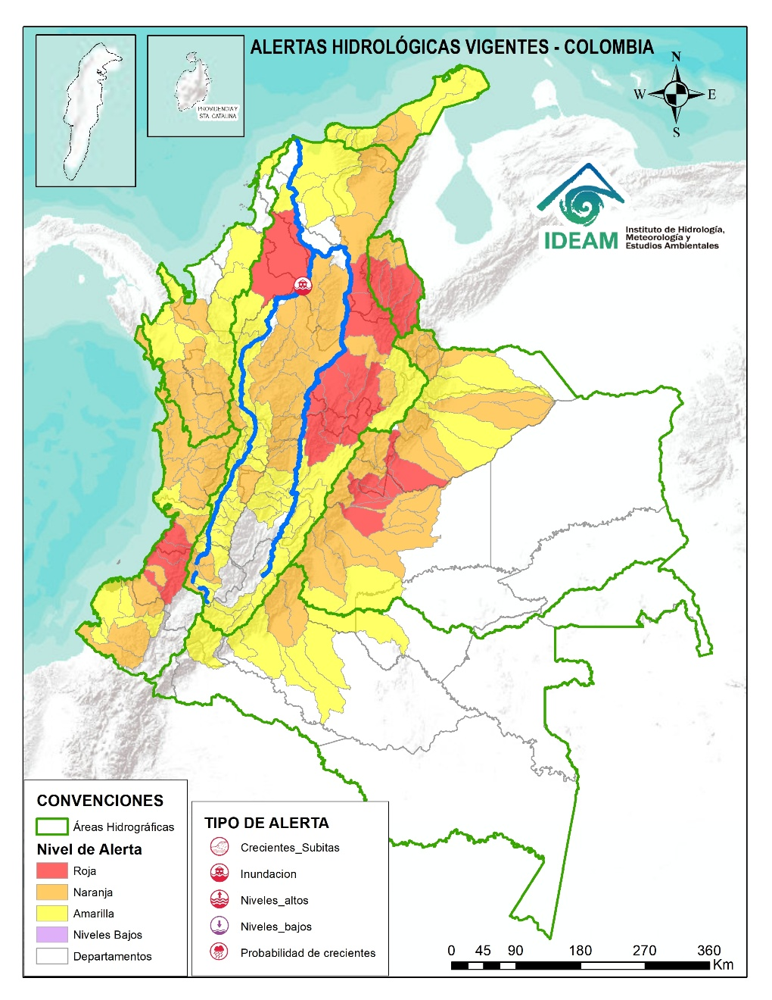 ALERTAS HIDROLÓGICAS VIGENTES - COLOMBIA
PROVIDENCIA Y
STA. CATALINA
N
W
E
S
IDEAM
Instituto de Hidrología,
Meteorología y
Estudios Ambientales
CONVENCIONES
Áreas Hidrográficas
Nivel de Alerta
Roja
Naranja
Amarilla
Niveles Bajos
Departamentos
TIPO DE ALERTA
Crecientes_Subitas
Inundacion
Niveles_altos
Niveles_bajos
Probabilidad de crecientes
0 45 90 180 270 360
Km